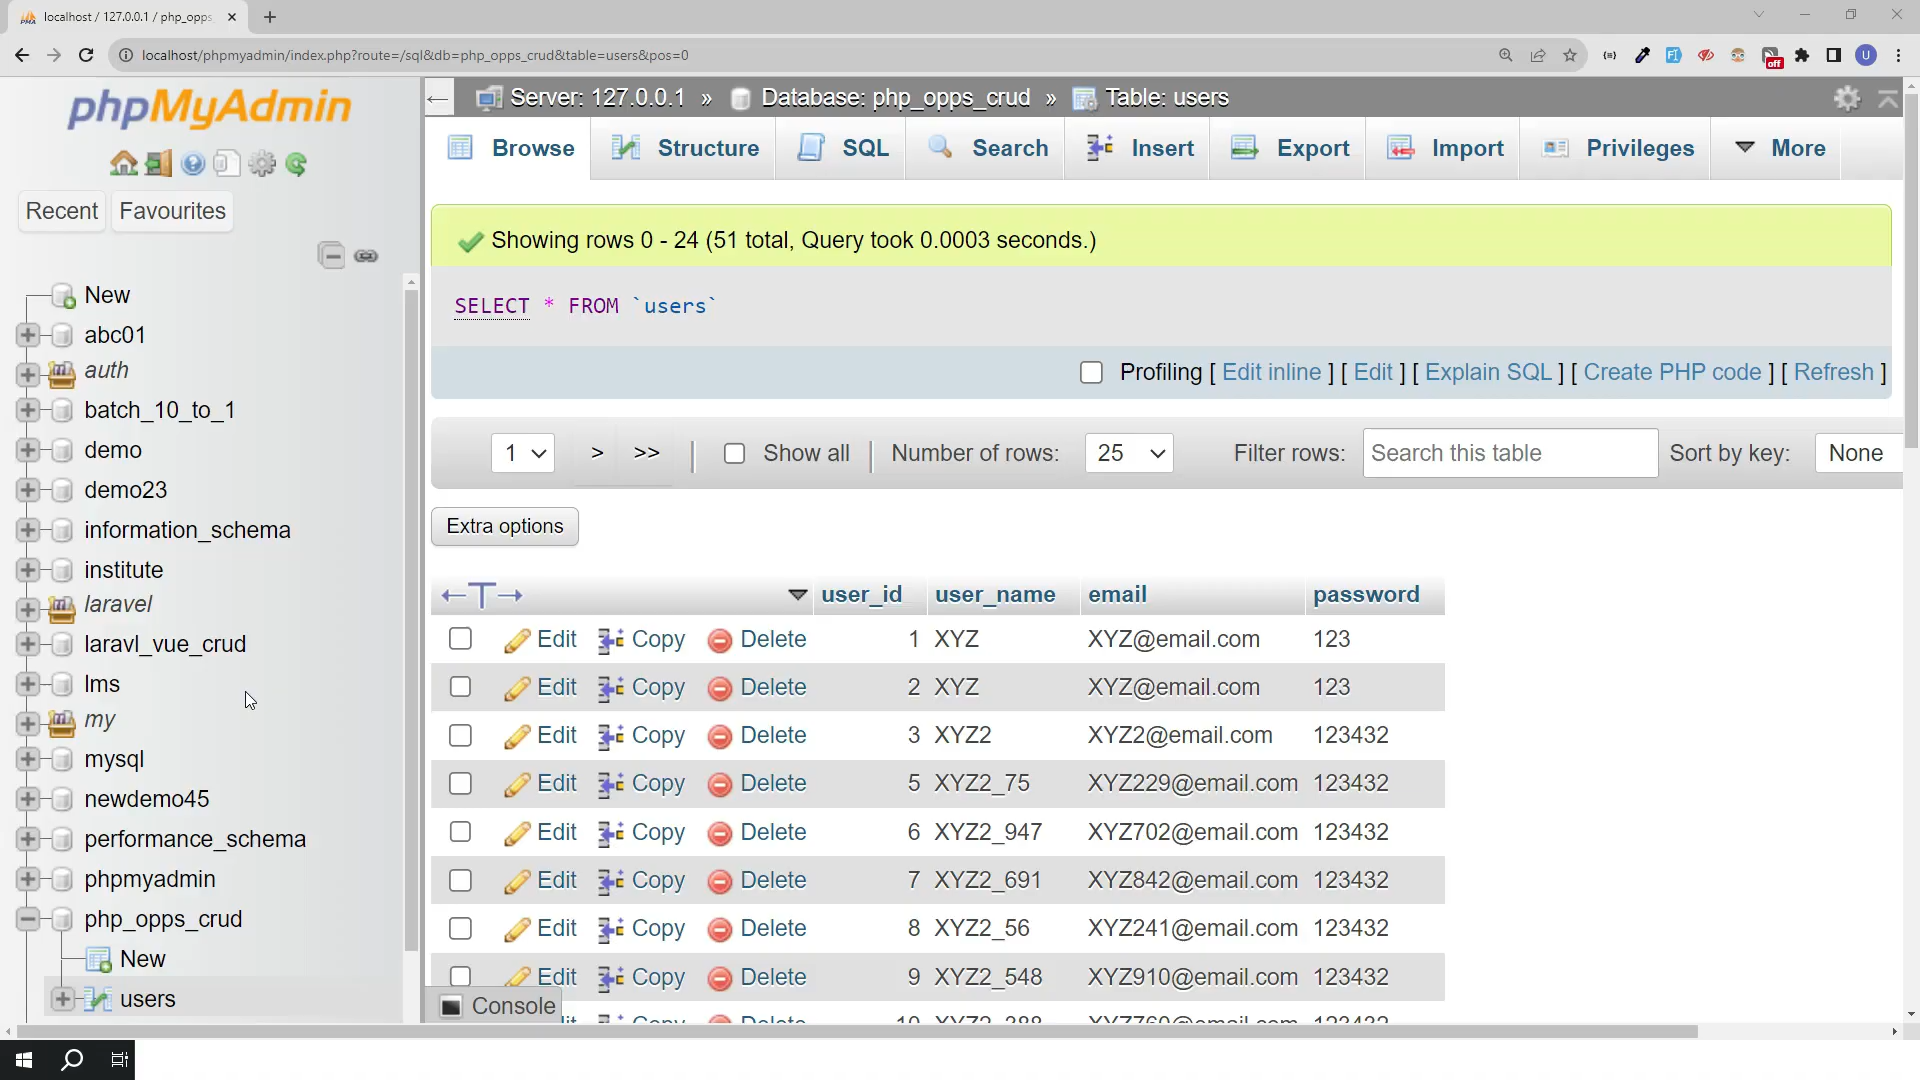 localhost / 127.0.0.1 / php_opps
localhost/phpmyadmin/index.php?route=/sql&db=php_opps_crud&table=users&pos=0
off
U
phpMyAdmin
Recent
Favourites
New
abc01
auth
batch_10_to_1
demo
demo23
information_schema
institute
laravel
laravl_vue_crud
lms
my
mysql
newdemo45
performance_schema
phpmyadmin
php_opps_crud
New
users
Server: 127.0.0.1 » Database: php_opps_crud » Table: users
Browse Structure SQL Search Insert Export Import Privileges More
Showing rows 0 - 24 (51 total, Query took 0.0003 seconds.)
SELECT * FROM `users`
Profiling [ Edit inline ] [ Edit ] [ Explain SQL ] [ Create PHP code ] [ Refresh ]
1 > >> | Show all | Number of rows: 25 Filter rows: Search this table Sort by key: None
Extra options
user_id user_name email password
Edit Copy Delete 1 XYZ XYZ@email.com 123
Edit Copy Delete 2 XYZ XYZ@email.com 123
Edit Copy Delete 3 XYZ2 XYZ2@email.com 123432
Edit Copy Delete 5 XYZ2_75 XYZ229@email.com 123432
Edit Copy Delete 6 XYZ2_947 XYZ702@email.com 123432
Edit Copy Delete 7 XYZ2_691 XYZ842@email.com 123432
Edit Copy Delete 8 XYZ2_56 XYZ241@email.com 123432
Edit Copy Delete 9 XYZ2_548 XYZ910@email.com 123432
Copy Delete 10 XYZ2_388 XYZ760@email.com 123432
Console